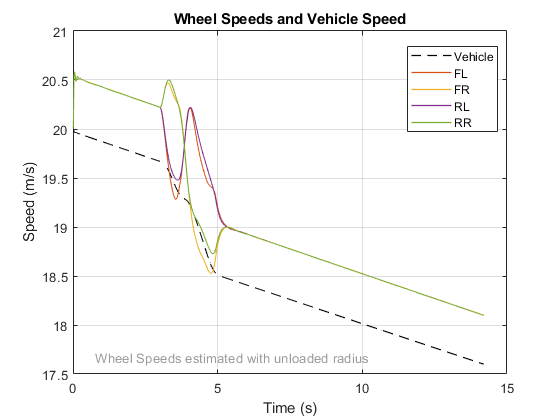 Wheel Speeds and Vehicle Speed
21
20.5
20
19.5
19
18.5
18
17.5
Speed (m/s)
Vehicle
FL
FR
RL
RR
Wheel Speeds estimated with unloaded radius
0
5
10
15
Time (s)